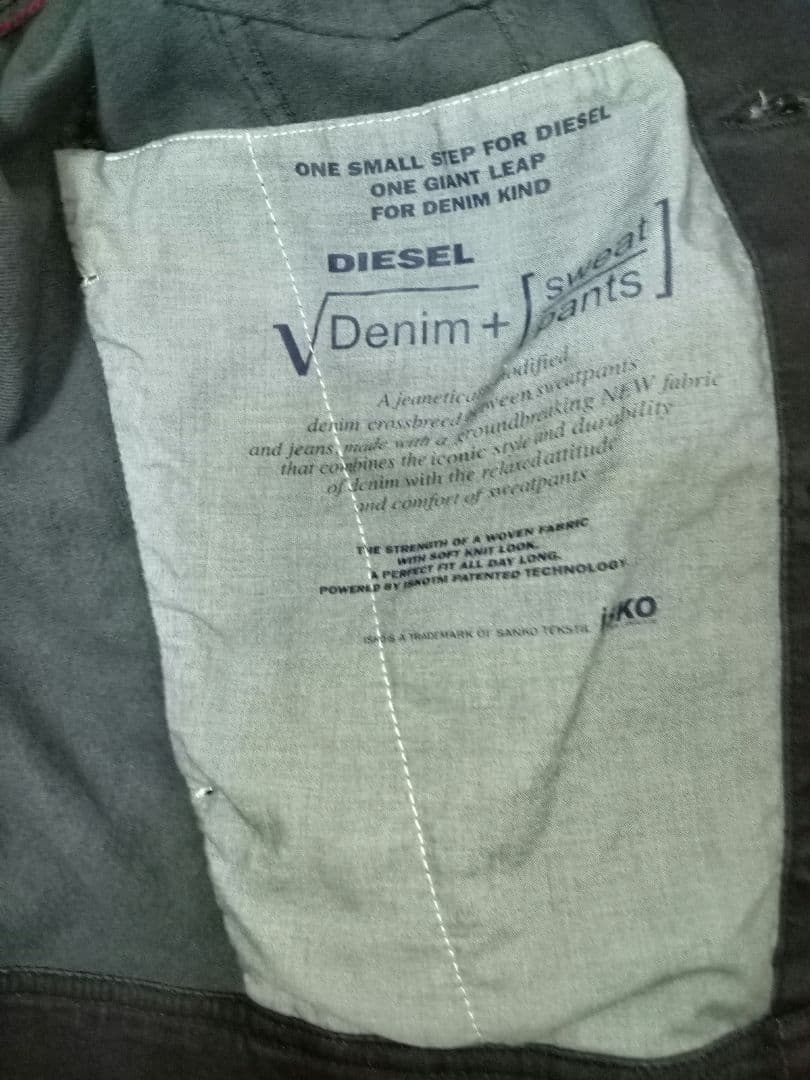 ONE SMALL STEP FOR DIESEL
ONE GIANT LEAP
FOR DENIM KIND
DIESEL
√Denim+∫[sweat
pants]
A jeanetically modified
denim crossbreed between sweatpants
and jeans, made with a groundbreaking NEW fabric
that combines the iconic style and durability
of denim with the relaxed attitude
and comfort of sweatpants
THE STRENGTH OF A WOVEN FABRIC
WITH SOFT KNIT LOOK.
A PERFECT FIT ALL DAY LONG.
POWERED BY ISKOTM PATENTED TECHNOLOGY
ISKO IS A TRADEMARK OF SANKO TEKSTIL
isKO